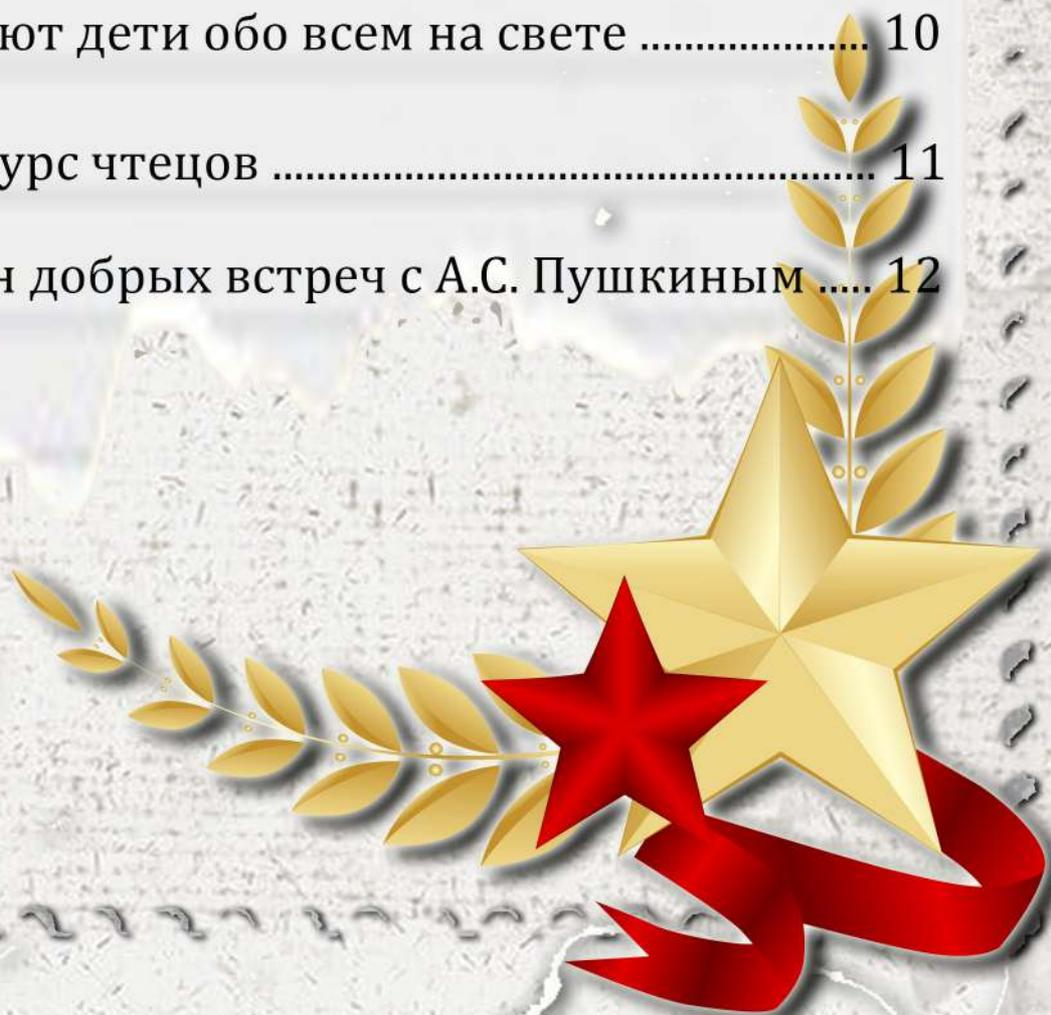 ют дети обо всем на свете ..................... 10
урс чтецов ....................................................... 11
н добрых встреч с А.С. Пушкиным ..... 12